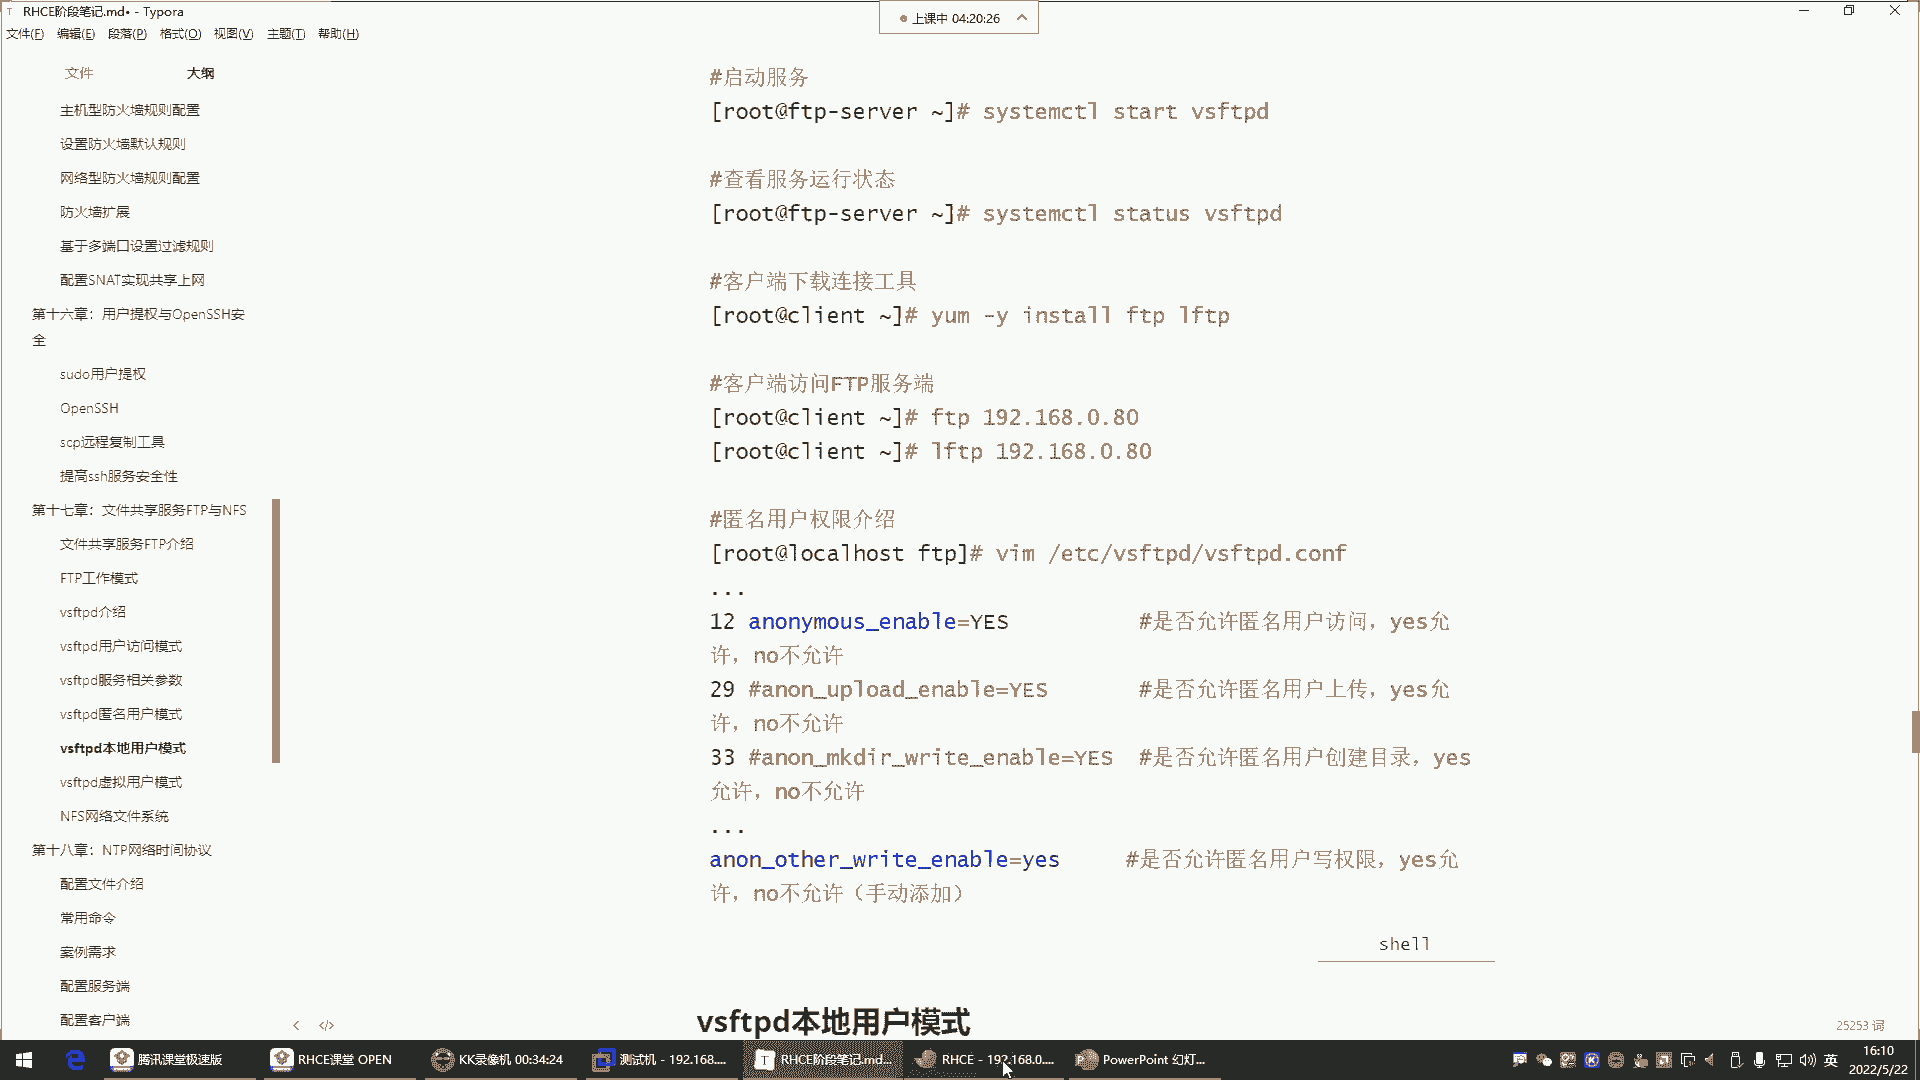 RHCE阶段笔记.md• - Typora
上课中 04:20:26
文件(F) 编辑(E) 段落(P) 格式(O) 视图(V) 主题(T) 帮助(H)
文件 大纲
主机型防火墙规则配置
设置防火墙默认规则
网络型防火墙规则配置
防火墙扩展
基于多端口设置过滤规则
配置SNAT实现共享上网
第十六章：用户提权与OpenSSH安
全
sudo用户提权
OpenSSH
scp远程复制工具
提高ssh服务安全性
第十七章：文件共享服务FTP与NFS
文件共享服务FTP介绍
FTP工作模式
vsftpd介绍
vsftpd用户访问模式
vsftpd服务相关参数
vsftpd匿名用户模式
vsftpd本地用户模式
vsftpd虚拟用户模式
NFS网络文件系统
第十八章：NTP网络时间协议
配置文件介绍
常用命令
案例需求
配置服务端
配置客户端
#启动服务
[root@ftp-server ~]# systemctl start vsftpd
#查看服务运行状态
[root@ftp-server ~]# systemctl status vsftpd
#客户端下载连接工具
[root@client ~]# yum -y install ftp lftp
#客户端访问FTP服务端
[root@client ~]# ftp 192.168.0.80
[root@client ~]# lftp 192.168.0.80
#匿名用户权限介绍
[root@localhost ftp]# vim /etc/vsftpd/vsftpd.conf
...
12 anonymous_enable=YES #是否允许匿名用户访问，yes允
许，no不允许
29 #anon_upload_enable=YES #是否允许匿名用户上传，yes允
许，no不允许
33 #anon_mkdir_write_enable=YES #是否允许匿名用户创建目录，yes
允许，no不允许
...
anon_other_write_enable=yes #是否允许匿名用户写权限，yes允
许，no不允许（手动添加）
shell
vsftpd本地用户模式
25253 词
腾讯课堂极速版 RHCE课堂 OPEN KK录像机 00:34:24 测试机 - 192.168.... RHCE阶段笔记.md... RHCE - 192.168.0.... PowerPoint 幻灯...
英
16:10
2022/5/22